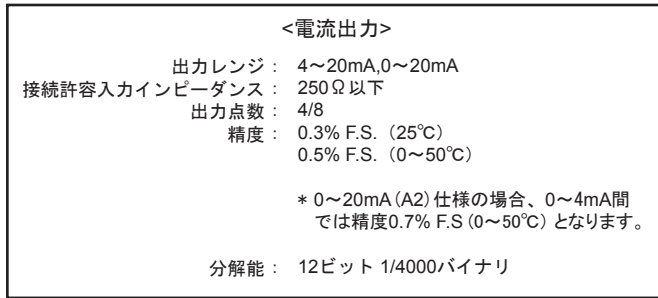 <電流出力>
出力レンジ： 4～20mA,0～20mA
接続許容入力インピーダンス： 250Ω以下
出力点数： 4/8
精度： 0.3% F.S.（25℃）
0.5% F.S.（0～50℃）
＊0～20mA（A2）仕様の場合、0～4mA間
では精度0.7% F.S（0～50℃）となります。
分解能： 12ビット 1/4000バイナリ